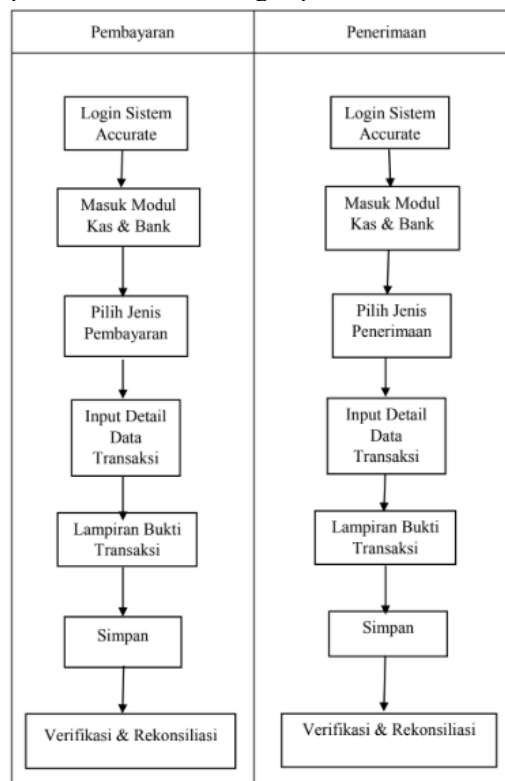 Pembayaran
Penerimaan
Login Sistem
Accurate
Masuk Modul
Kas & Bank
Pilih Jenis
Pembayaran
Input Detail
Data
Transaksi
Lampiran Bukti
Transaksi
Simpan
Verifikasi & Rekonsiliasi
Login Sistem
Accurate
Masuk Modul
Kas & Bank
Pilih Jenis
Penerimaan
Input Detail
Data
Transaksi
Lampiran Bukti
Transaksi
Simpan
Verifikasi & Rekonsiliasi